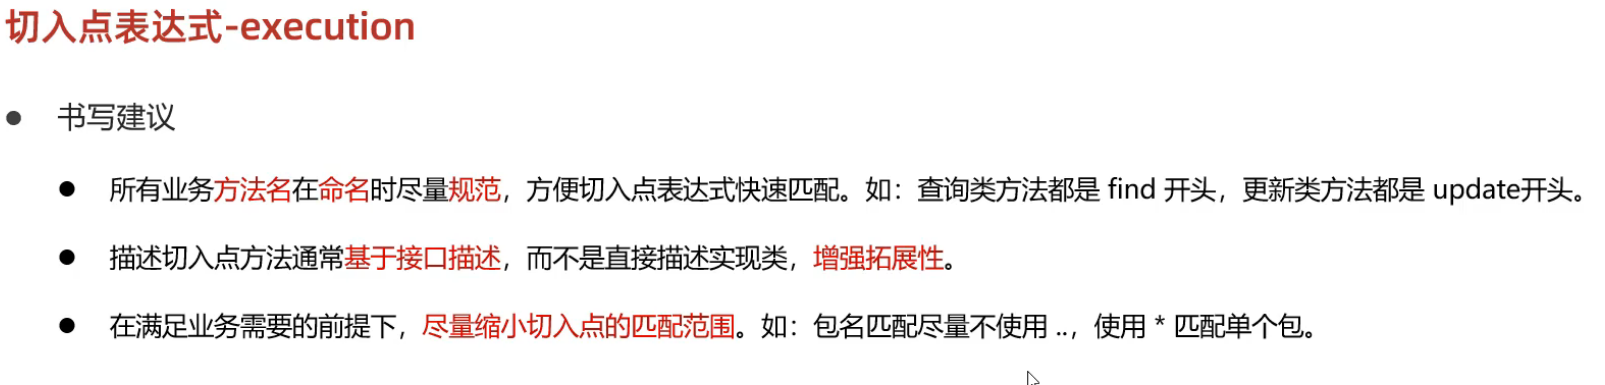 切入点表达式-execution
书写建议
所有业务方法名在命名时尽量规范，方便切入点表达式快速匹配。如：查询类方法都是 find 开头，更新类方法都是 update开头。
描述切入点方法通常基于接口描述，而不是直接描述实现类，增强拓展性。
在满足业务需要的前提下，尽量缩小切入点的匹配范围。如：包名匹配尽量不使用 ..，使用 * 匹配单个包。